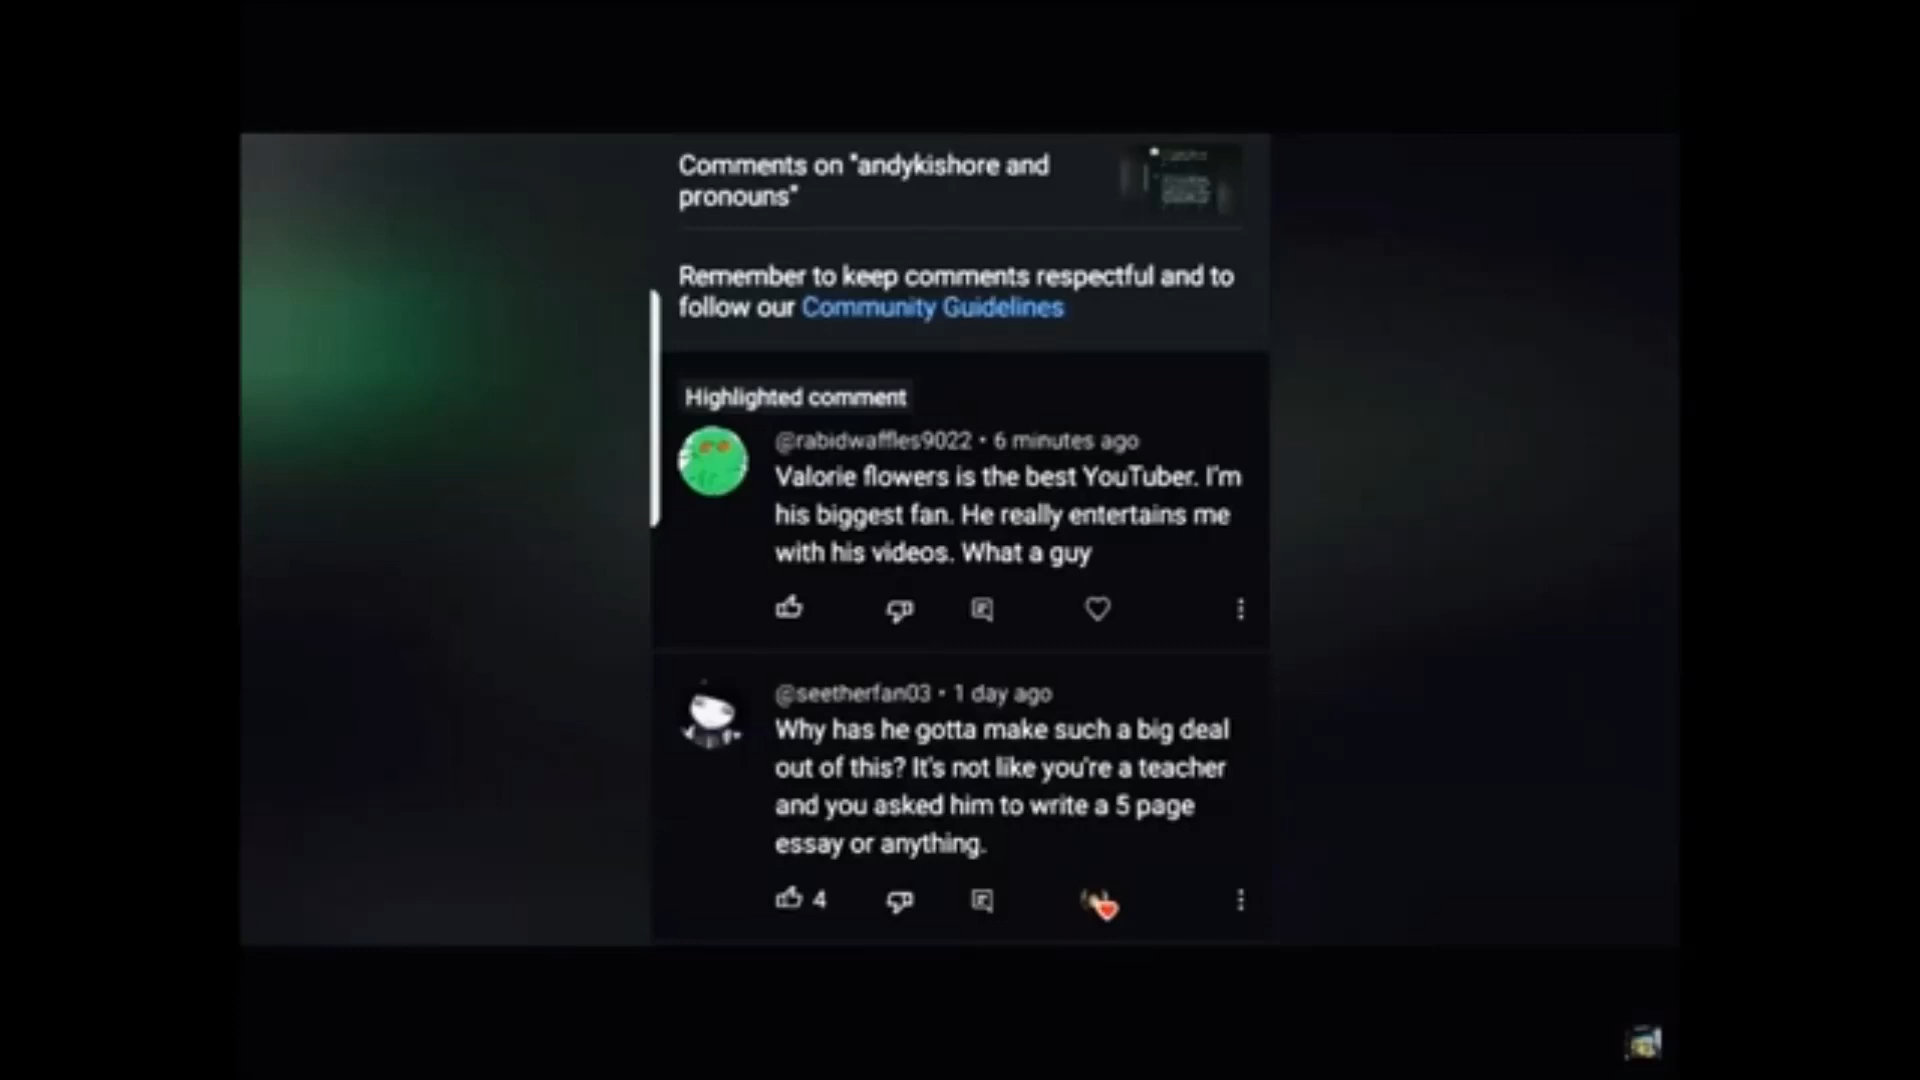 Comments on "andykishore and
pronouns"
Remember to keep comments respectful and to
follow our Community Guidelines
Highlighted comment
@rabidwaffles9022 • 6 minutes ago
Valorie flowers is the best YouTuber. I'm
his biggest fan. He really entertains me
with his videos. What a guy
@seetherfan03 • 1 day ago
Why has he gotta make such a big deal
out of this? It's not like you're a teacher
and you asked him to write a 5 page
essay or anything.
4